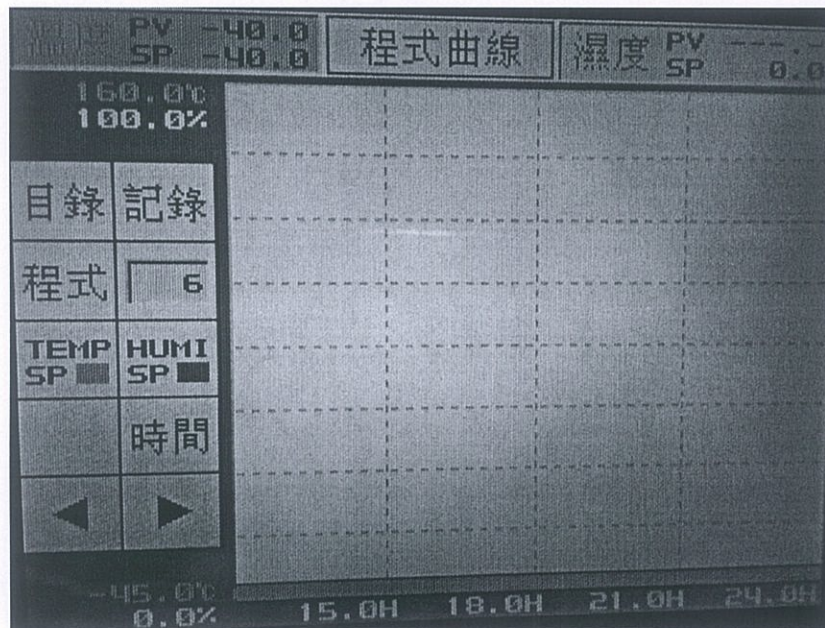 溫度 PV -40.0
SP -40.0
程式曲線
濕度 PV ---.-
SP 0.0
160.0℃
100.0%
目錄 記錄
程式 6
TEMP SP
HUMI SP
時間
-45.0℃
0.0%
15.0H 18.0H 21.0H 24.0H